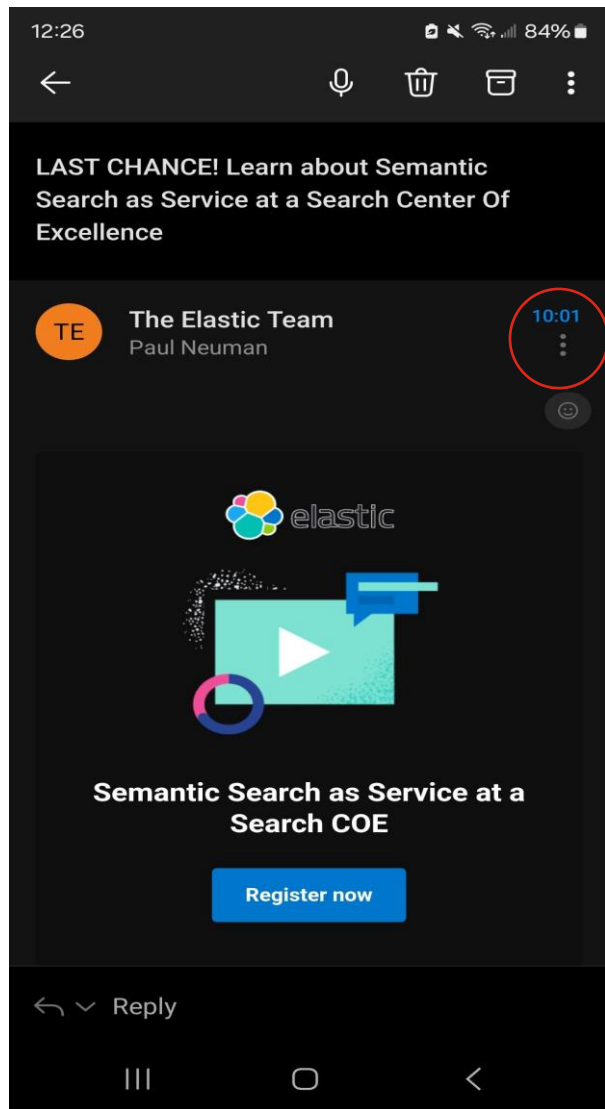 12:26 84%
LAST CHANCE! Learn about Semantic
Search as Service at a Search Center Of
Excellence
TE The Elastic Team 10:01
Paul Neuman
elastic
Semantic Search as Service at a
Search COE
Register now
Reply